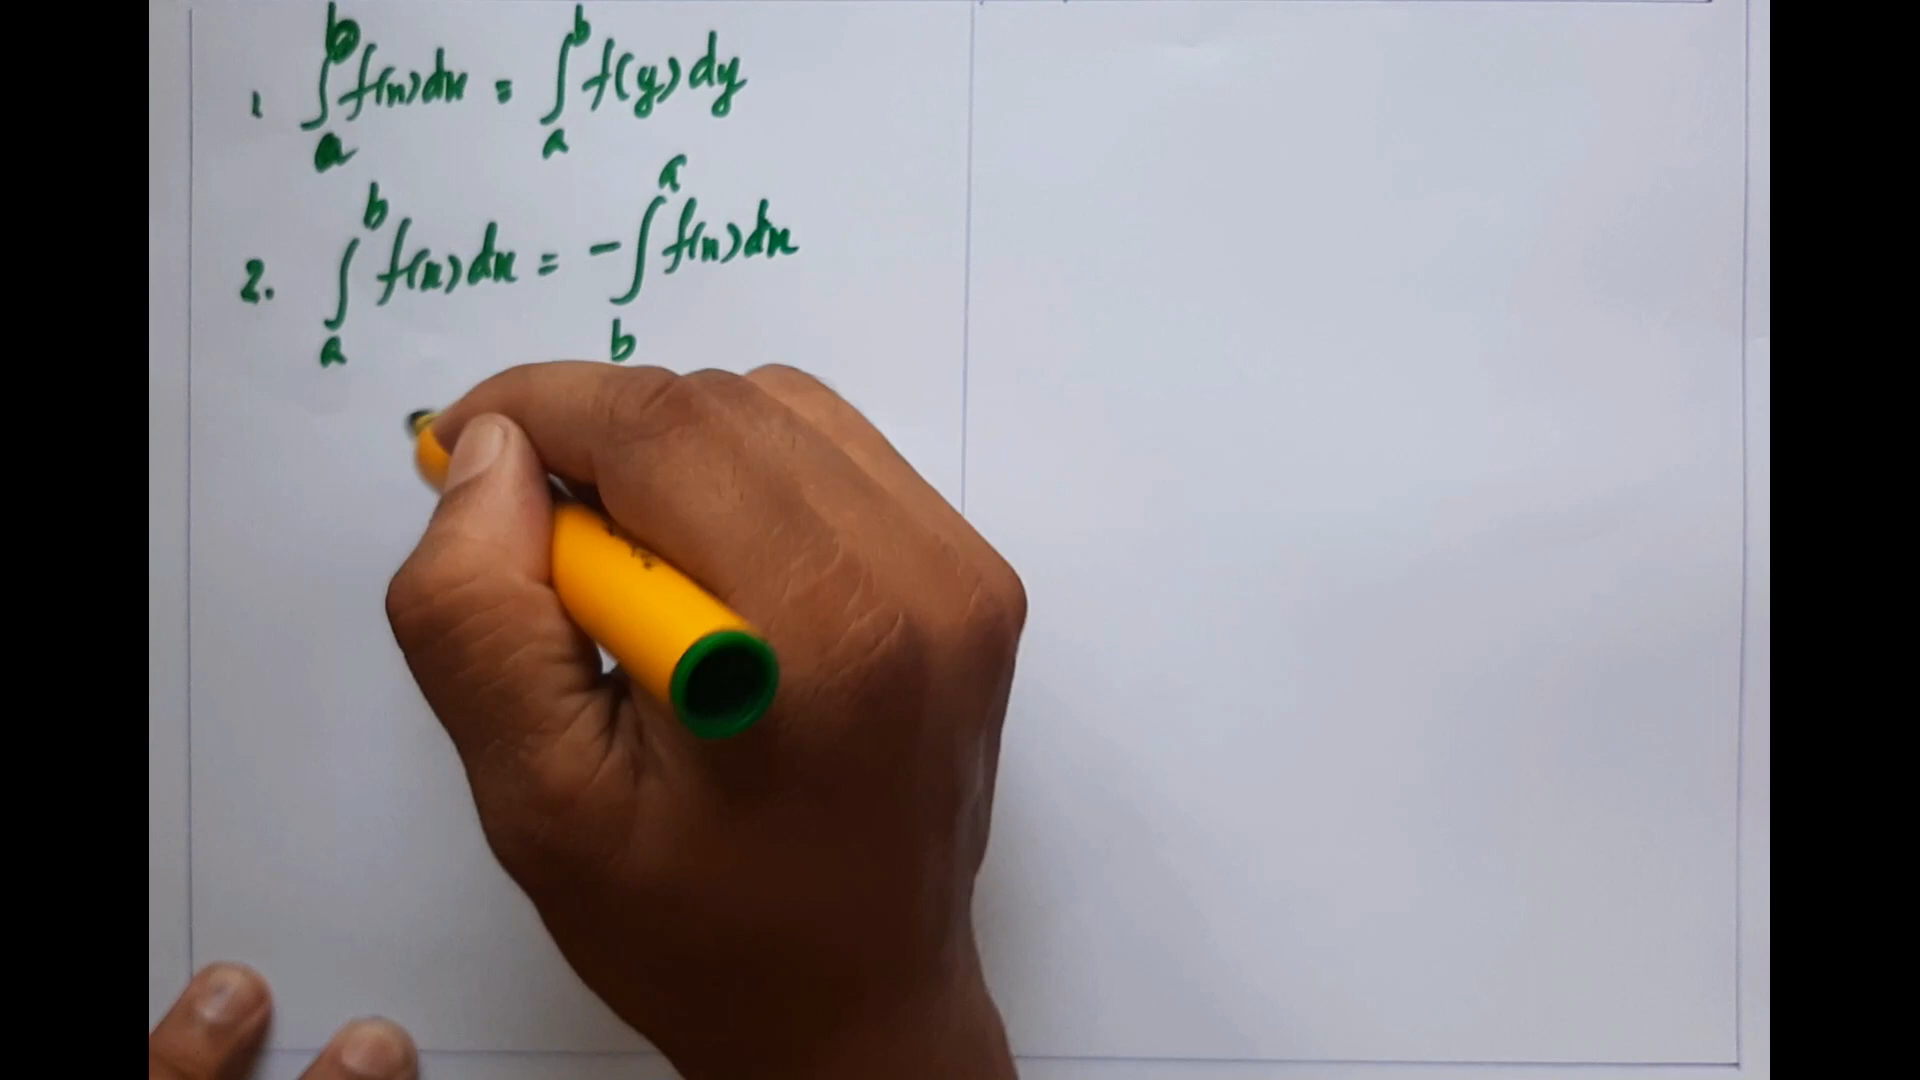 1. ∫_a^b f(x)dx = ∫_a^b f(y)dy
2. ∫_a^b f(x)dx = -∫_b^a f(x)dx